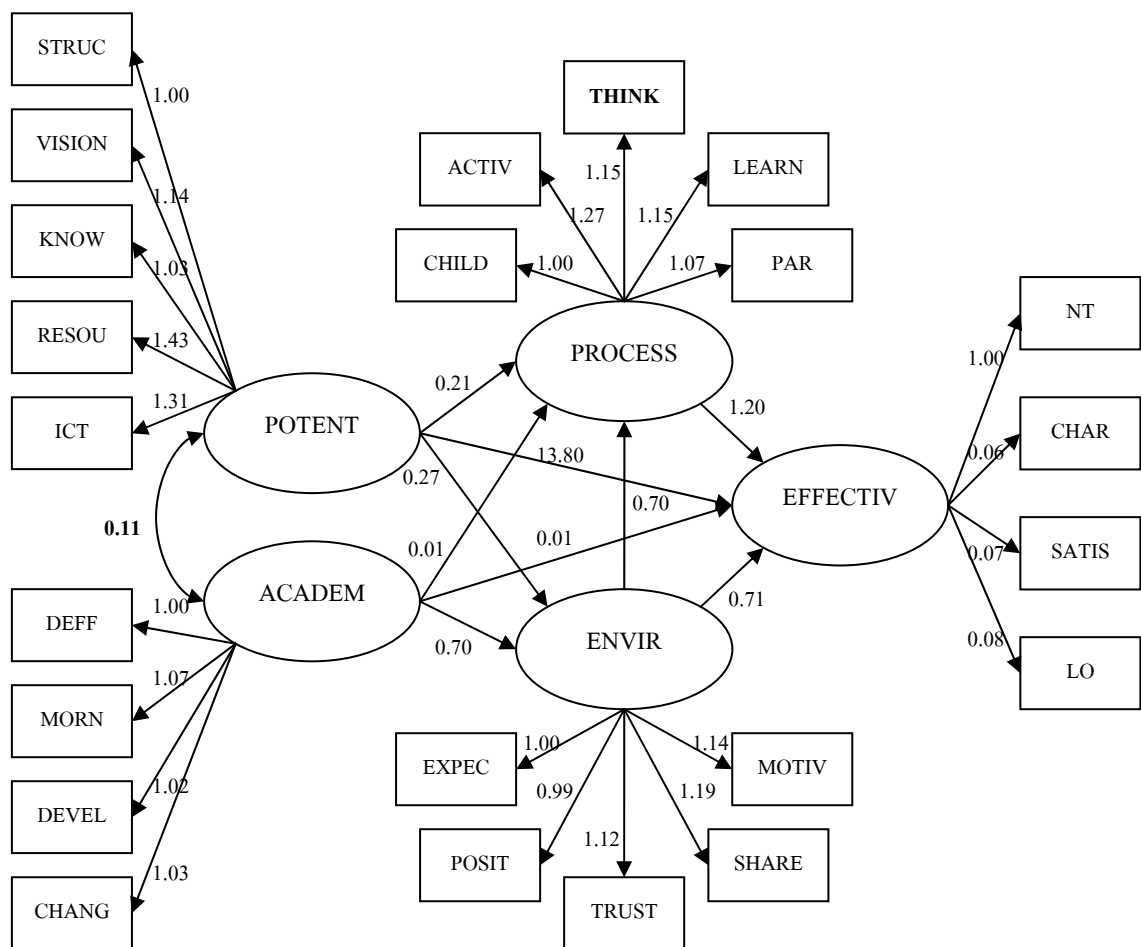 STRUC
1.00
THINK
VISION
ACTIV
1.15
LEARN
1.14
1.27
1.15
KNOW
1.03
CHILD
1.00
1.07
PAR
NT
RESOU
1.43
PROCESS
1.00
ICT
1.31
POTENT
0.21
1.20
CHAR
0.06
0.27
13.80
EFFECTIV
0.11
0.70
0.01
0.01
SATIS
0.07
ACADEM
DEFF
1.00
0.70
ENVIR
0.71
0.08
LO
MORN
1.07
EXPEC
1.00
1.14
MOTIV
DEVEL
1.02
0.99
1.19
POSIT
1.12
SHARE
CHANG
1.03
TRUST